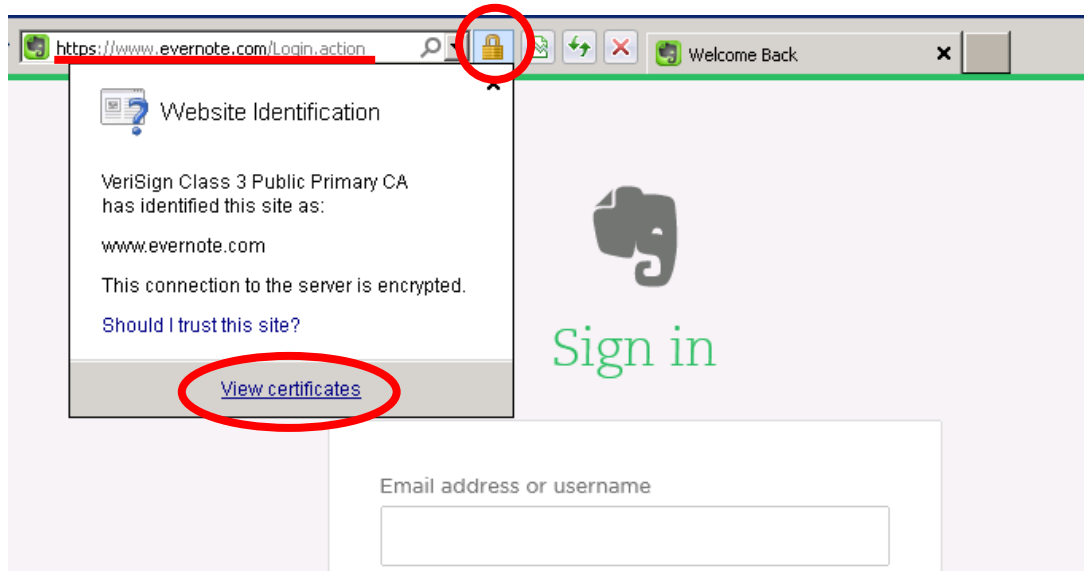 https://www.evernote.com/Login.action
Welcome Back
Website Identification
VeriSign Class 3 Public Primary CA
has identified this site as:
www.evernote.com
This connection to the server is encrypted.
Should I trust this site?
View certificates
Sign in
Email address or username